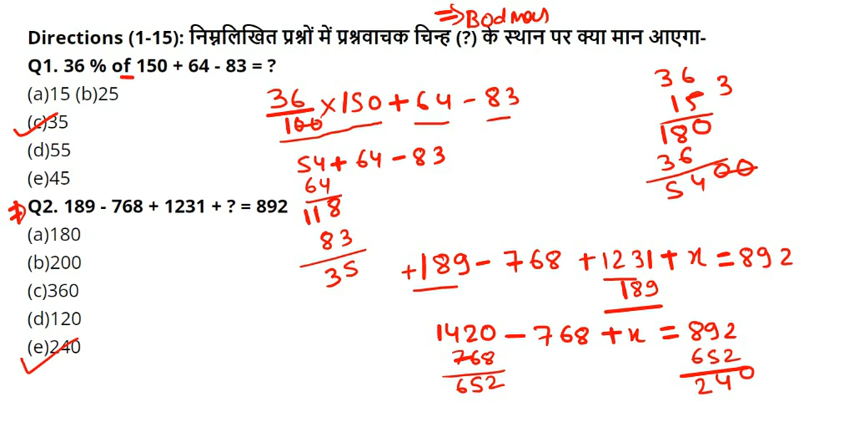 ⇒ Bodmas
Directions (1-15): निम्नलिखित प्रश्नों में प्रश्नवाचक चिन्ह (?) के स्थान पर क्या मान आएगा-
Q1. 36 % of 150 + 64 - 83 = ?
(a)15 (b)25
(c)35
(d)55
(e)45
36/100 ×150 + 64 - 83
54 + 64 - 83
64
118
83
35
36 3
15
180
36
5400
Q2. 189 - 768 + 1231 + ? = 892
(a)180
(b)200
(c)360
(d)120
(e)240
+189 - 768 + 1231 + x = 892
189
1420 - 768 + x = 892
768 652
652 240